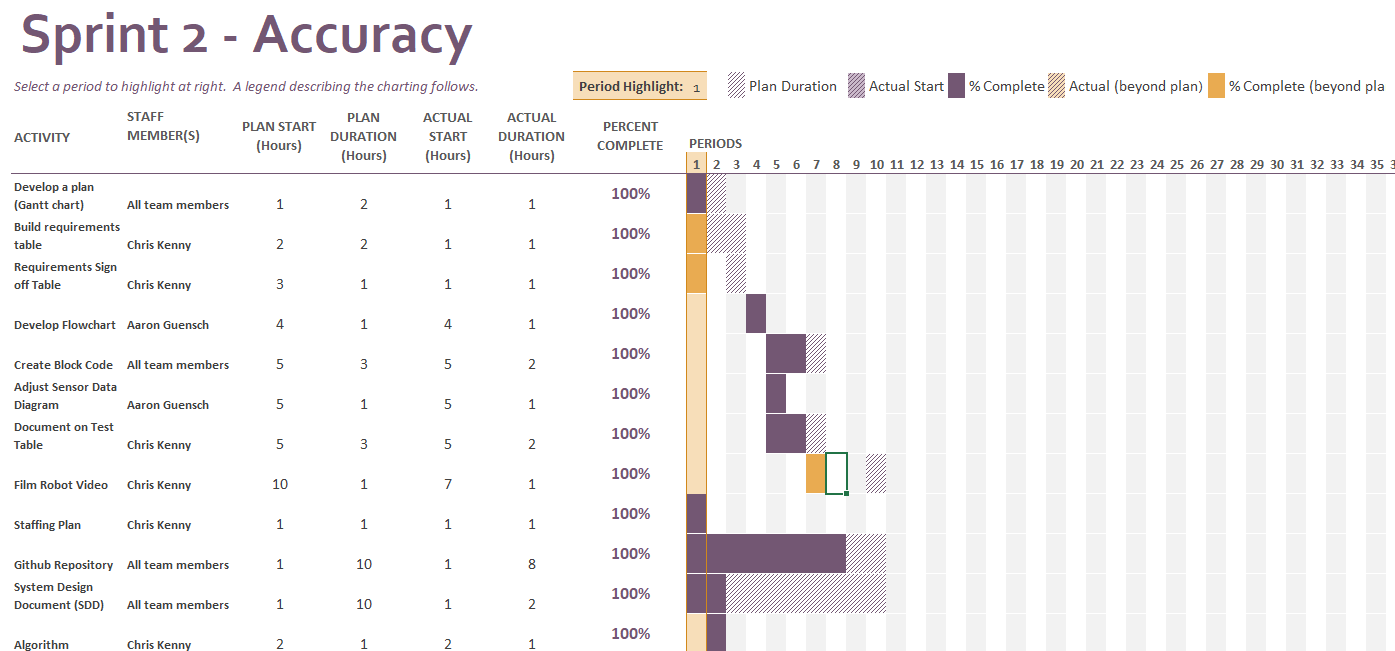 Sprint 2 - Accuracy
Select a period to highlight at right.  A legend describing the charting follows.
Period Highlight: 1
Plan Duration
Actual Start
% Complete
Actual (beyond plan)
% Complete (beyond pla
ACTIVITY
STAFF
MEMBER(S)
PLAN START
(Hours)
PLAN
DURATION
(Hours)
ACTUAL
START
(Hours)
ACTUAL
DURATION
(Hours)
PERCENT
COMPLETE
PERIODS
1 2 3 4 5 6 7 8 9 10 11 12 13 14 15 16 17 18 19 20 21 22 23 24 25 26 27 28 29 30 31 32 33 34 35 3
Develop a plan
(Gantt chart) All team members 1 2 1 1 100%
Build requirements
table Chris Kenny 2 2 1 1 100%
Requirements Sign
off Table Chris Kenny 3 1 1 1 100%
Develop Flowchart Aaron Guensch 4 1 4 1 100%
Create Block Code All team members 5 3 5 2 100%
Adjust Sensor Data
Diagram Aaron Guensch 5 1 5 1 100%
Document on Test
Table Chris Kenny 5 3 5 2 100%
Film Robot Video Chris Kenny 10 1 7 1 100%
Staffing Plan Chris Kenny 1 1 1 1 100%
Github Repository All team members 1 10 1 8 100%
System Design
Document (SDD) All team members 1 10 1 2 100%
Algorithm Chris Kenny 2 1 2 1 100%